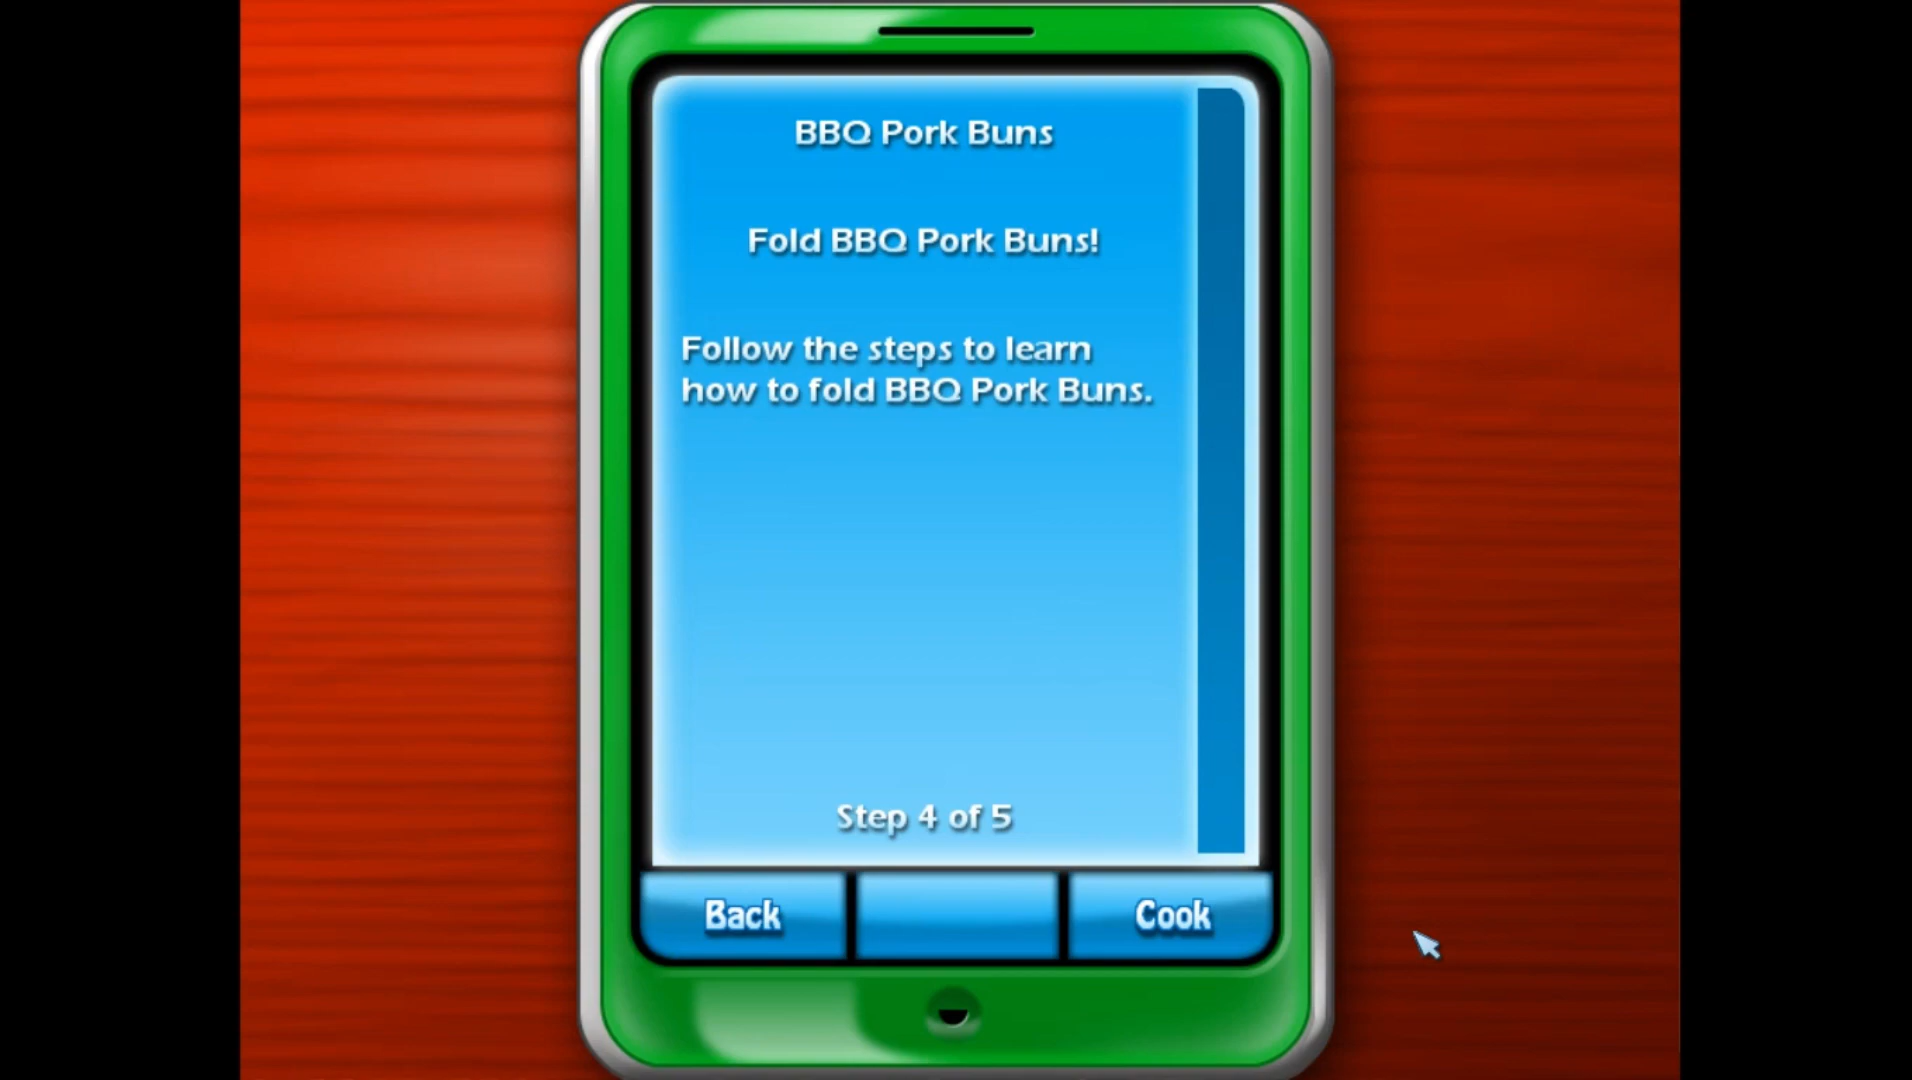 BBQ Pork Buns
Fold BBQ Pork Buns!
Follow the steps to learn
how to fold BBQ Pork Buns.
Step 4 of 5
Back
Cook